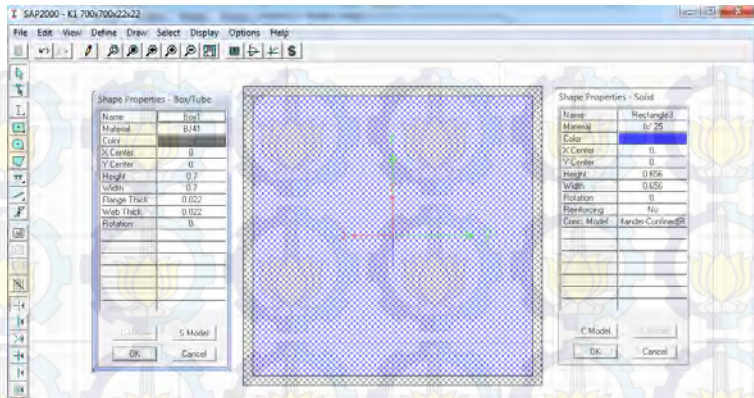 SAP2000 - K1 700x700x22x22
File Edit View Define Draw Select Display Options Help
Shape Properties - Box/Tube
Name Box1
Material BJ41
Color
X Center 0.
Y Center 0.
Height 0.7
Width 0.7
Flange Thick. 0.022
Web Thick. 0.022
Rotation 0.
S Model
OK Cancel
Shape Properties - Solid
Name Rectangle3
Material fc' 25
Color
X Center 0.
Y Center 0.
Height 0.656
Width 0.656
Rotation 0.
Reinforcing No
Conc. Model Mander-Confined(R
C Model
OK Cancel